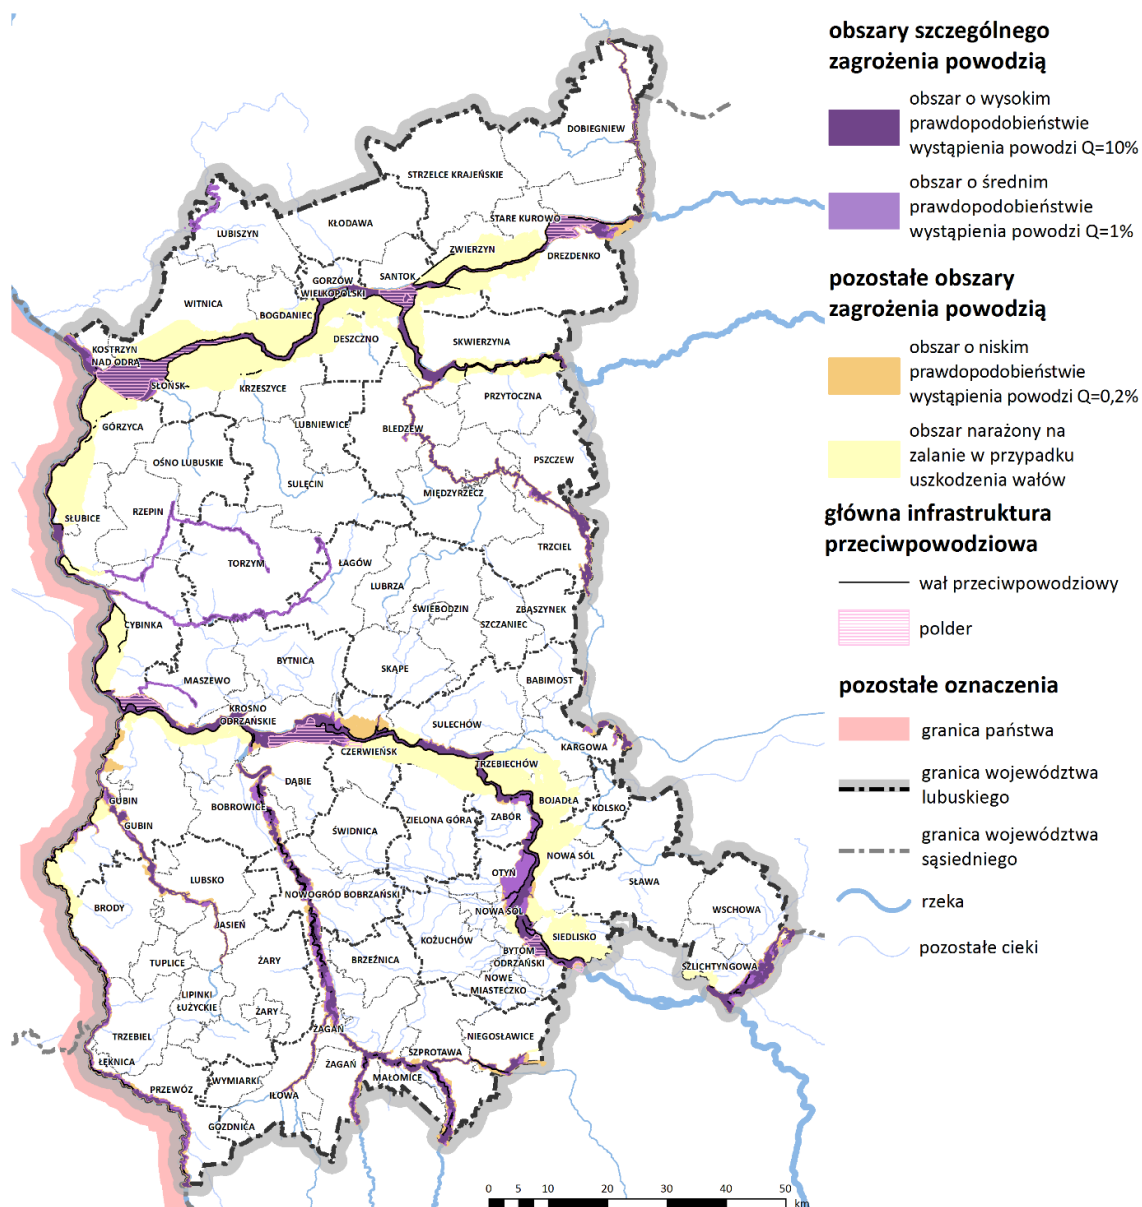 DOBIEGNIEW
STRZELCE KRAJEŃSKIE
STARE KUROWO
KŁODAWA
LUBISZYN
ZWIERZYN
DREZDENKO
SANTOK
GORZÓW
WIELKOPOLSKI
WITNICA
BOGDANIEC
DESZCZNO
SKWIERZYNA
KOSTRZYN
NAD ODRĄ
SŁOŃSK
KRZESZYCE
PRZYTOCZNA
GÓRZYCA
LUBNIEWICE
BLEDZEW
OŚNO LUBUSKIE
PSZCZEW
SULĘCIN
MIĘDZYRZECZ
RZEPIN
SŁUBICE
TRZCIEL
TORZYM
ŁAGÓW
LUBRZA
ŚWIEBODZIN
ZBĄSZYNEK
SZCZANIEC
CYBINKA
BYTNICA
SKĄPE
MASZEWO
BABIMOST
KROSNO
ODRZAŃSKIE
SULECHÓW
KARGOWA
CZERWIEŃSK
TRZEBIECHÓW
DĄBIE
GUBIN
BOBROWICE
BOJADŁA
KOLSKO
GUBIN
ŚWIDNICA
ZIELONA GÓRA
ZABÓR
NOWA SÓL
LUBSKO
OTYŃ
SŁAWA
NOWOGRÓD BOBRZAŃSKI
BRODY
NOWA SÓL
WSCHOWA
JASIEŃ
KOŻUCHÓW
SIEDLISKO
TUPLICE
ŻARY
BRZEŹNICA
BYTOM
ODRZAŃSKI
SZLICHTYNGOWA
NOWE
MIASTECZKO
LIPINKI
ŁUŻYCKIE
ŻARY
TRZEBIEL
ŻAGAŃ
NIEGOSŁAWICE
ŁĘKNICA
ŻAGAŃ
SZPROTAWA
MAŁOMICE
WYMIARKI
PRZEWÓZ
IŁOWA
GOZDNICA
0 5 10 20 30 40 50
km
obszary szczególnego
zagrożenia powodzią
obszar o wysokim
prawdopodobieństwie
wystąpienia powodzi Q=10%
obszar o średnim
prawdopodobieństwie
wystąpienia powodzi Q=1%
pozostałe obszary
zagrożenia powodzią
obszar o niskim
prawdopodobieństwie
wystąpienia powodzi Q=0,2%
obszar narażony na
zalanie w przypadku
uszkodzenia wałów
główna infrastruktura
przeciwpowodziowa
wał przeciwpowodziowy
polder
pozostałe oznaczenia
granica państwa
granica województwa
lubuskiego
granica województwa
sąsiedniego
rzeka
pozostałe cieki